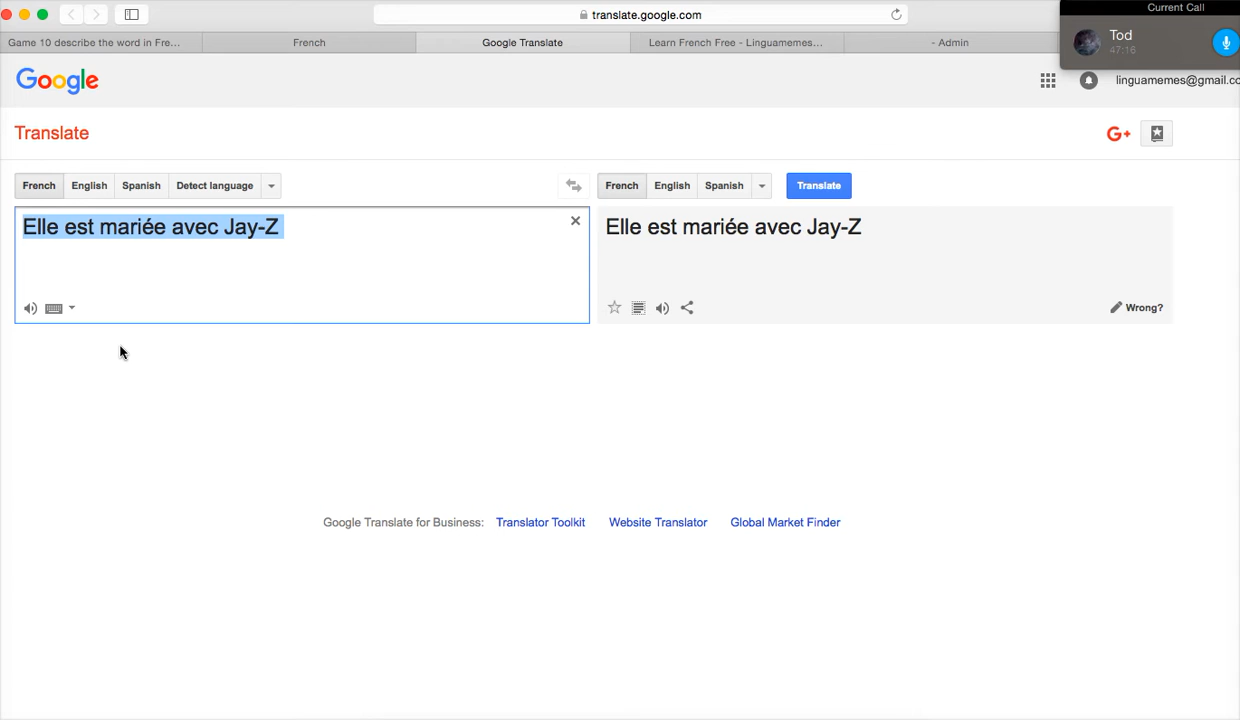 translate.google.com
Current Call
Game 10 describe the word in Fre...
French
Google Translate
Learn French Free - Linguamemes...
- Admin
Tod
47:16
Google
linguamemes@gmail.co
Translate
G+
French English Spanish Detect language
French English Spanish Translate
Elle est mariée avec Jay-Z
Elle est mariée avec Jay-Z
Wrong?
Google Translate for Business: Translator Toolkit Website Translator Global Market Finder